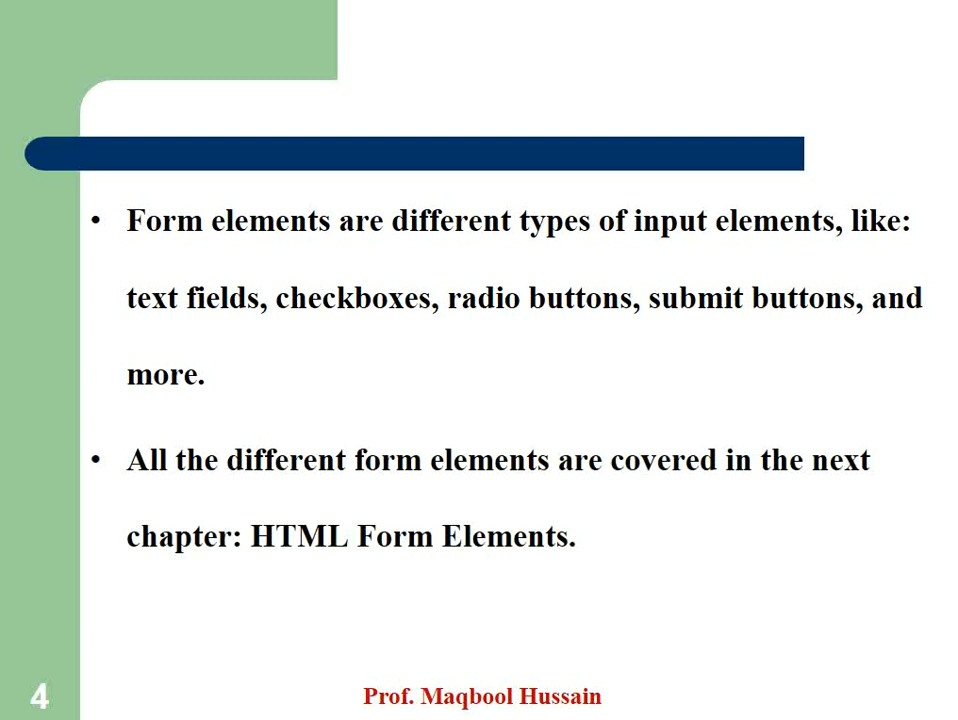 • Form elements are different types of input elements, like:
text fields, checkboxes, radio buttons, submit buttons, and
more.
• All the different form elements are covered in the next
chapter: HTML Form Elements.
4
Prof. Maqbool Hussain